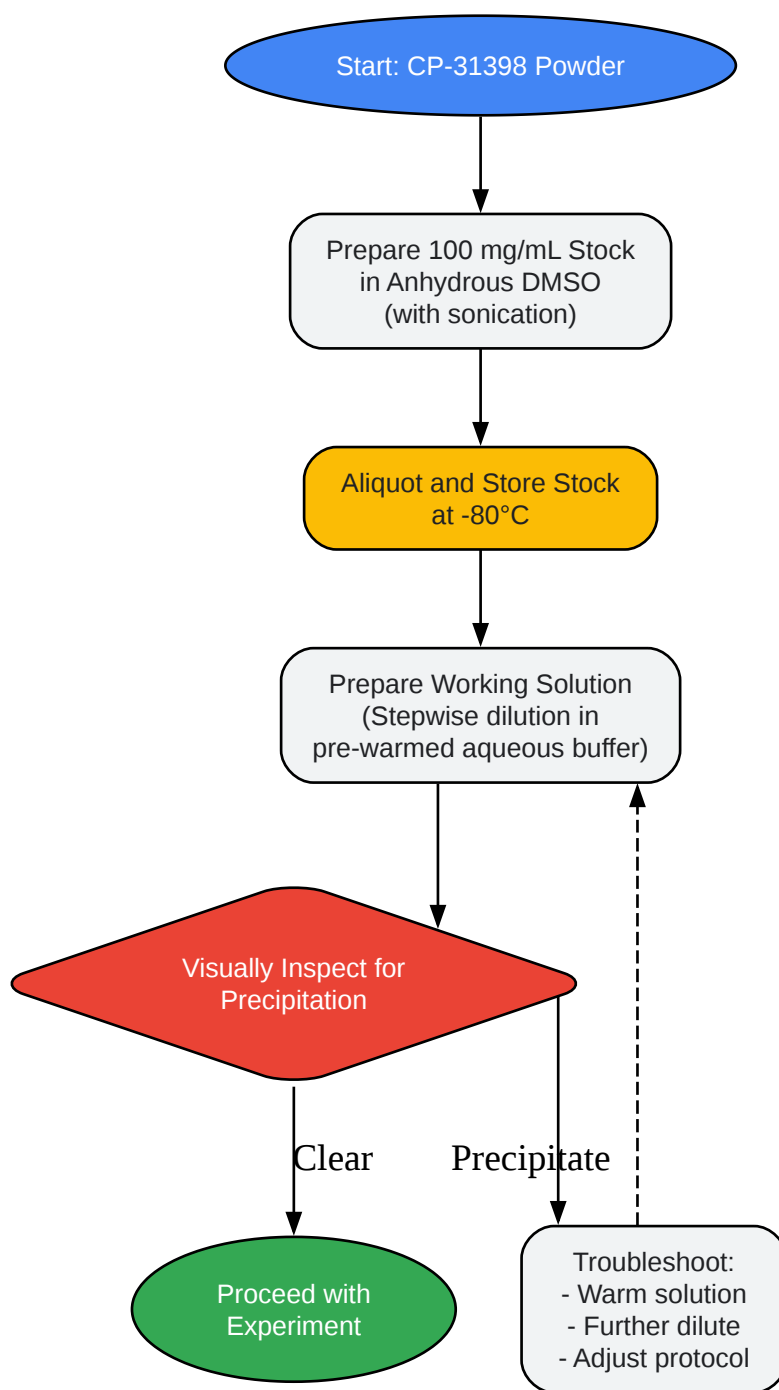 Start: CP-31398 Powder
Prepare 100 mg/mL Stock
in Anhydrous DMSO
(with sonication)
Aliquot and Store Stock
at -80°C
Prepare Working Solution
(Stepwise dilution in
pre-warmed aqueous buffer)
Visually Inspect for
Precipitation
Clear
Precipitate
Proceed with
Experiment
Troubleshoot:
- Warm solution
- Further dilute
- Adjust protocol